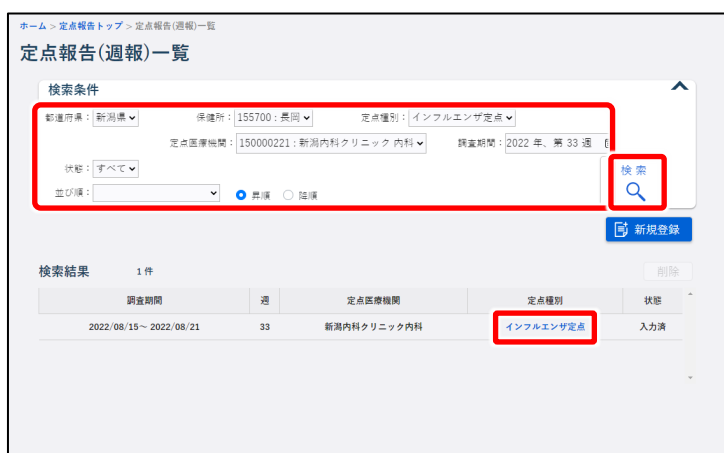 ホーム > 定点報告トップ > 定点報告(週報)一覧
定点報告(週報)一覧
検索条件
都道府県： 新潟県 保健所： 155700：長岡 定点種別： インフルエンザ定点
定点医療機関： 150000221：新潟内科クリニック 内科 調査期間： 2022 年、第 33 週
状態： すべて
検索
並び順： 昇順 降順
新規登録
検索結果 1 件 削除
調査期間 週 定点医療機関 定点種別 状態
2022/08/15～ 2022/08/21 33 新潟内科クリニック内科 インフルエンザ定点 入力済